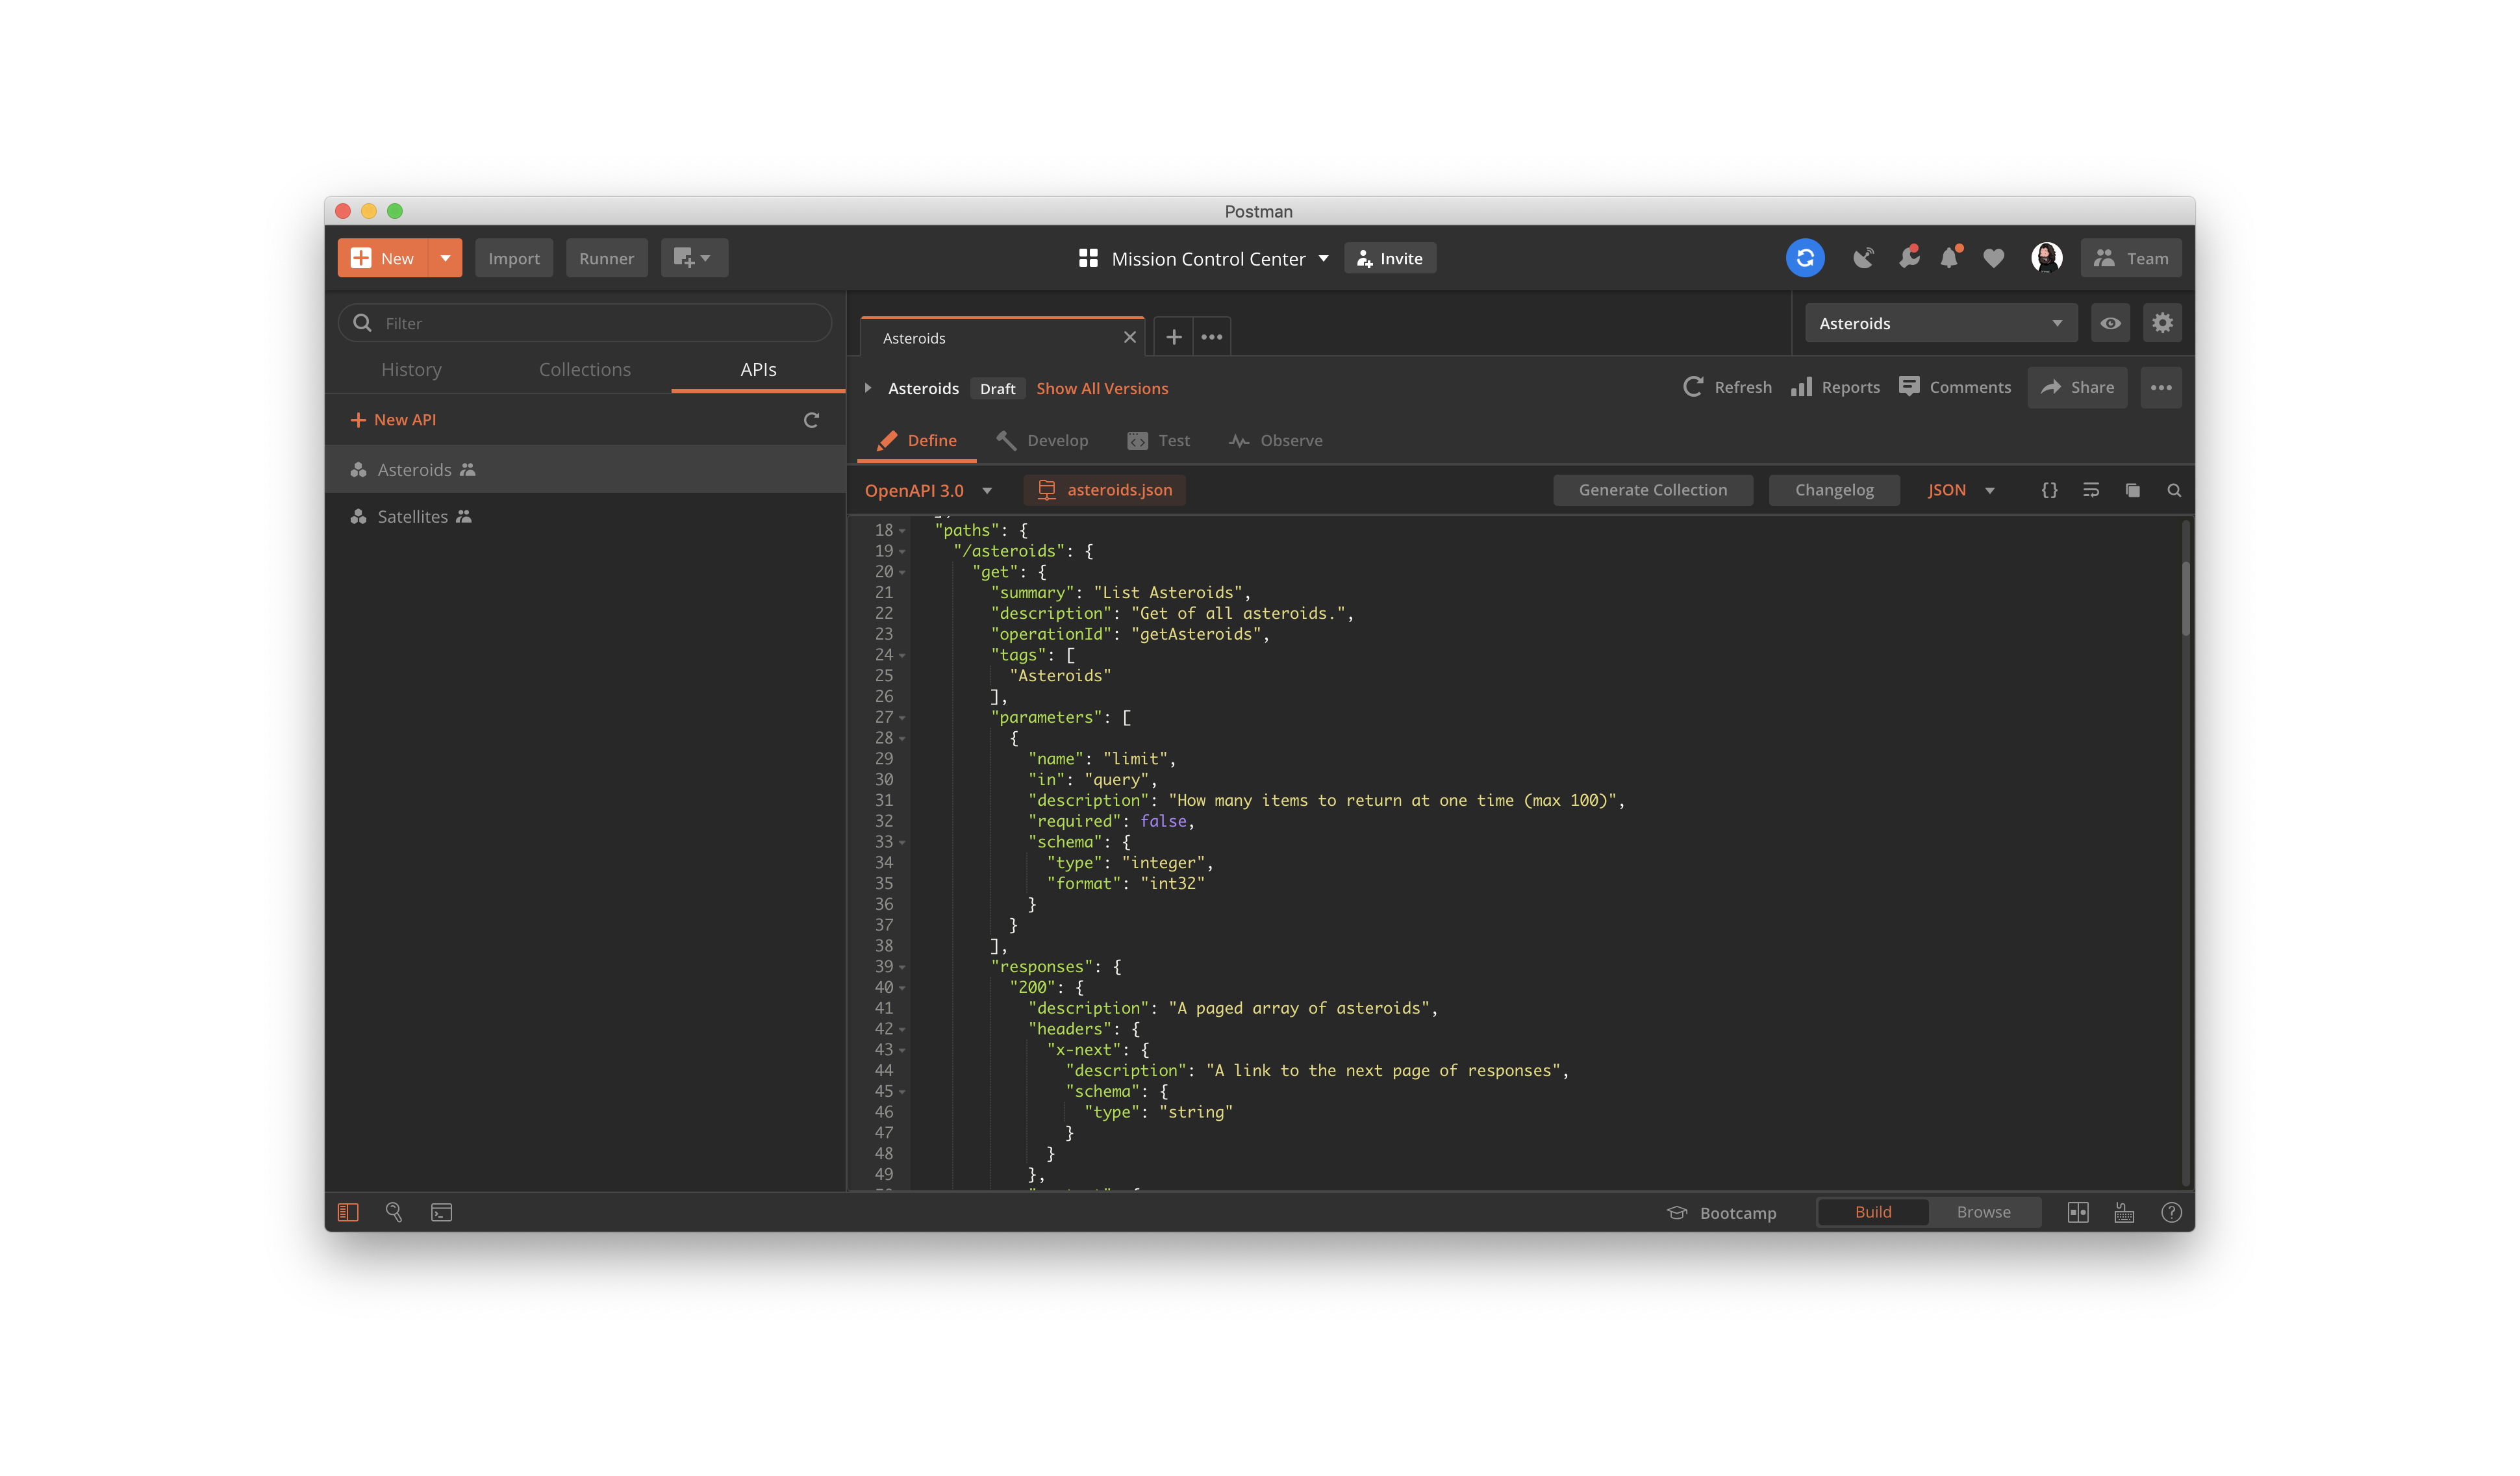 Postman
New Import Runner Mission Control Center Invite Team
Filter
History Collections APIs
+ New API
Asteroids
Satellites
Asteroids Asteroids
Asteroids Draft Show All Versions Refresh Reports Comments Share
Define Develop Test Observe
OpenAPI 3.0 asteroids.json Generate Collection Changelog JSON {}
18 "paths": {
19 "/asteroids": {
20 "get": {
21 "summary": "List Asteroids",
22 "description": "Get of all asteroids.",
23 "operationId": "getAsteroids",
24 "tags": [
25 "Asteroids"
26 ],
27 "parameters": [
28 {
29 "name": "limit",
30 "in": "query",
31 "description": "How many items to return at one time (max 100)",
32 "required": false,
33 "schema": {
34 "type": "integer",
35 "format": "int32"
36 }
37 }
38 ],
39 "responses": {
40 "200": {
41 "description": "A paged array of asteroids",
42 "headers": {
43 "x-next": {
44 "description": "A link to the next page of responses",
45 "schema": {
46 "type": "string"
47 }
48 }
49 },
Bootcamp Build Browse